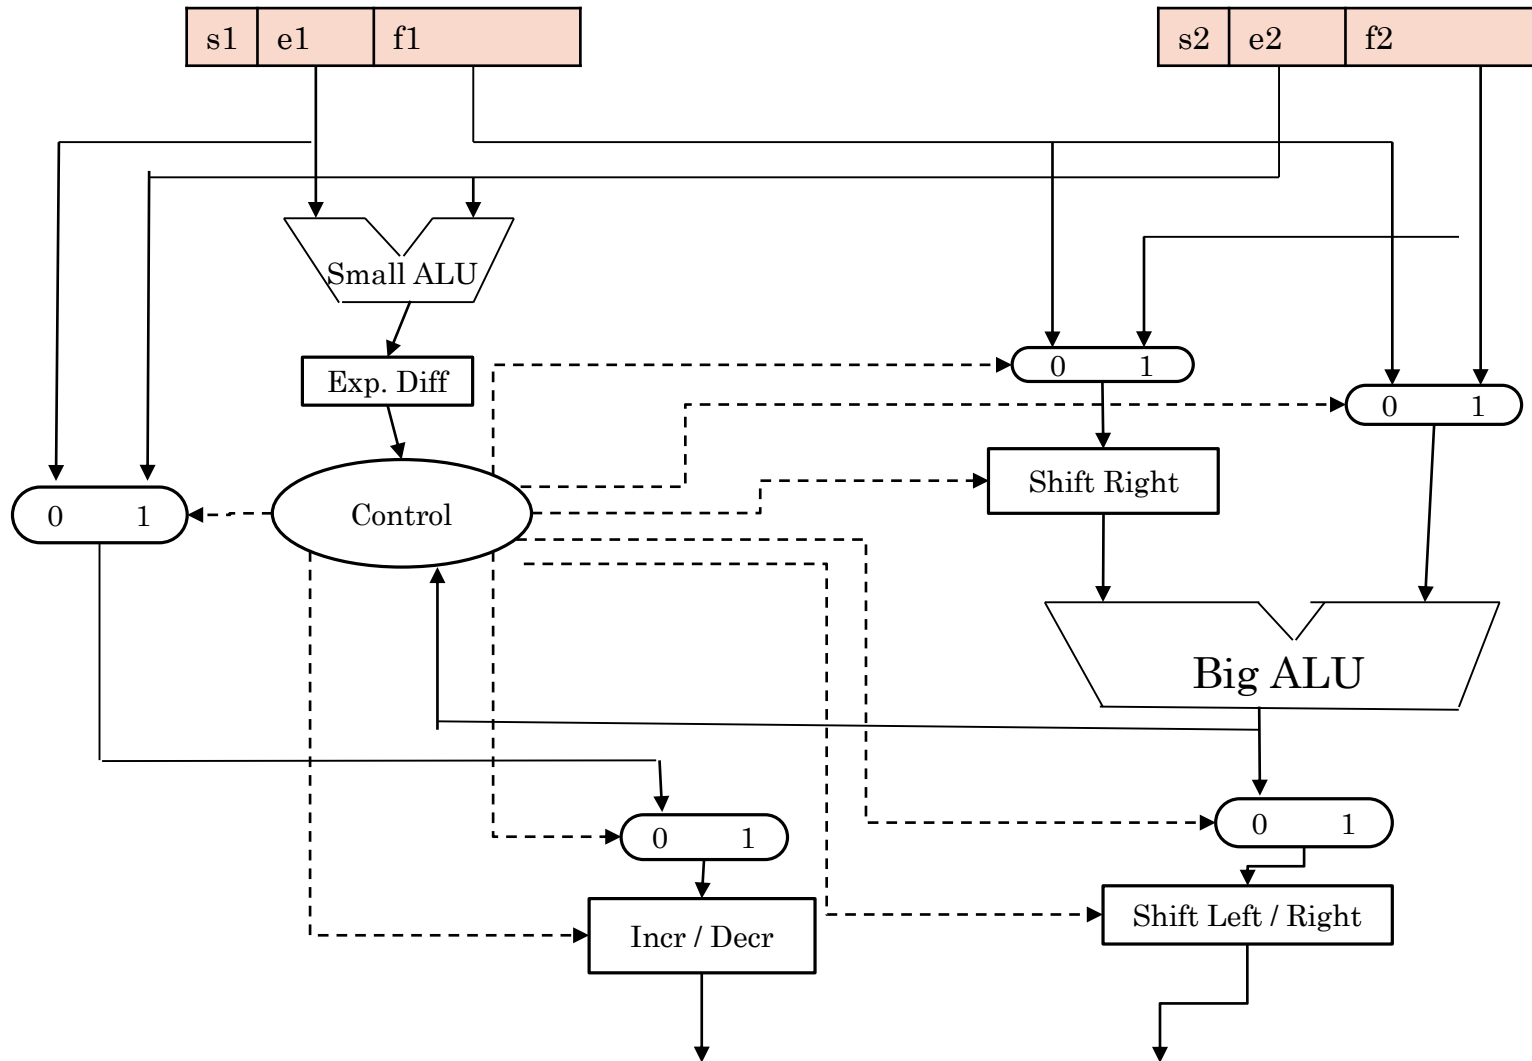 s1 e1 f1
s2 e2 f2
Small ALU
Exp. Diff
0 1
0 1
Shift Right
0 1
Control
Big ALU
0 1
0 1
Incr / Decr
Shift Left / Right